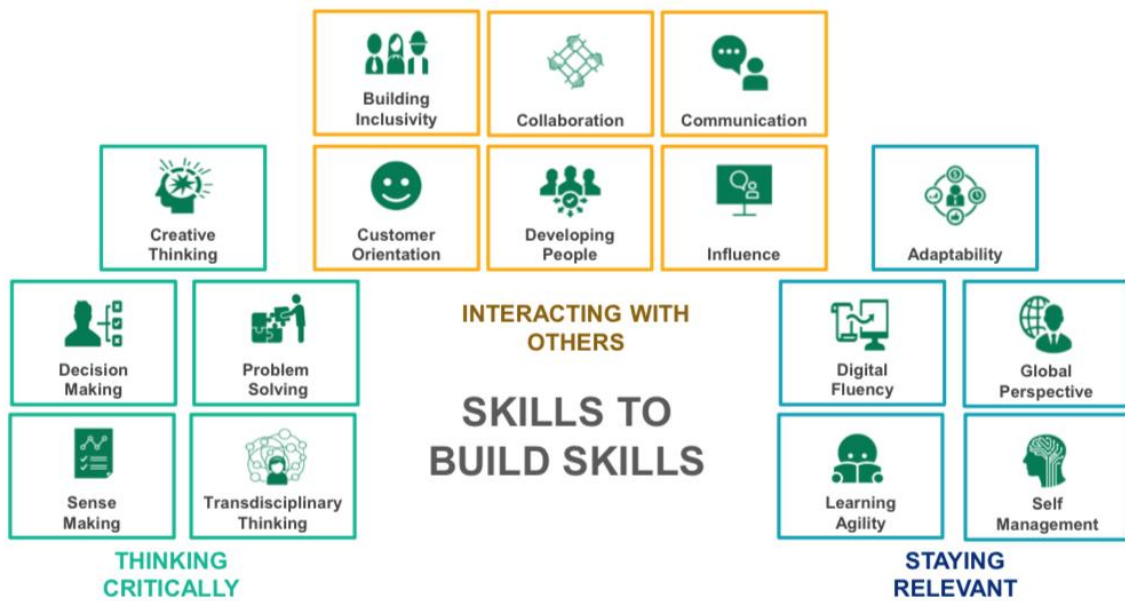 Building
Inclusivity
Collaboration
Communication
Creative
Thinking
Customer
Orientation
Developing
People
Influence
Adaptability
INTERACTING WITH
OTHERS
Decision
Making
Problem
Solving
Digital
Fluency
Global
Perspective
SKILLS TO
BUILD SKILLS
Sense
Making
Transdisciplinary
Thinking
Learning
Agility
Self
Management
THINKING
CRITICALLY
STAYING
RELEVANT